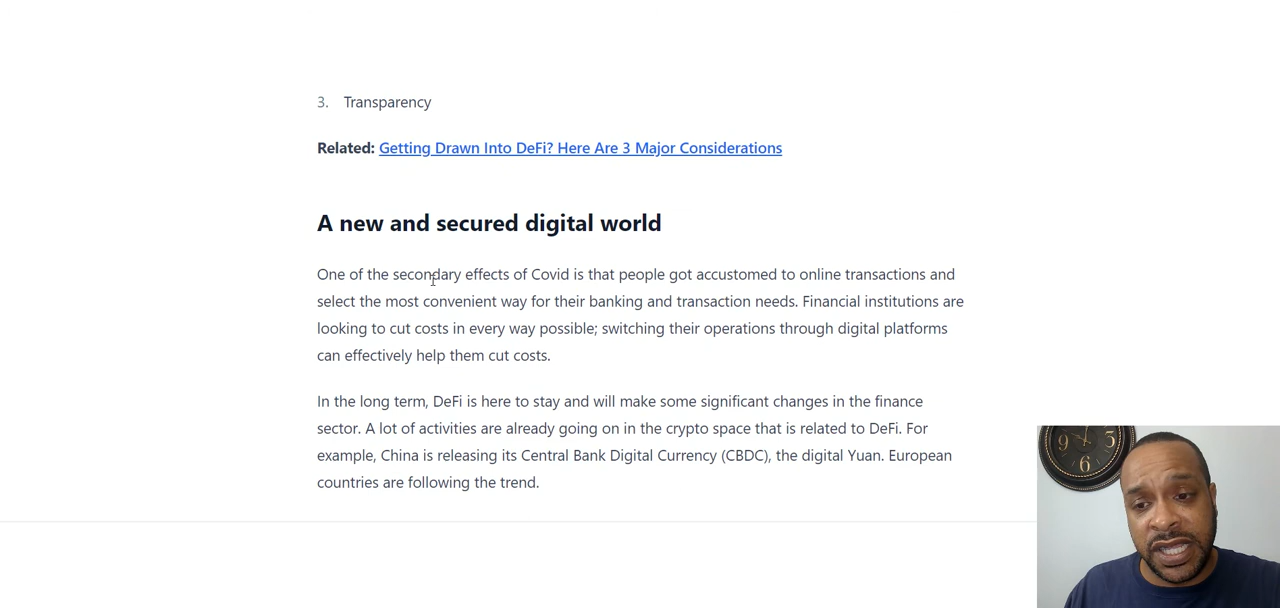 3. Transparency
Related: Getting Drawn Into DeFi? Here Are 3 Major Considerations
A new and secured digital world
One of the secondary effects of Covid is that people got accustomed to online transactions and
select the most convenient way for their banking and transaction needs. Financial institutions are
looking to cut costs in every way possible; switching their operations through digital platforms
can effectively help them cut costs.
In the long term, DeFi is here to stay and will make some significant changes in the finance
sector. A lot of activities are already going on in the crypto space that is related to DeFi. For
example, China is releasing its Central Bank Digital Currency (CBDC), the digital Yuan. European
countries are following the trend.